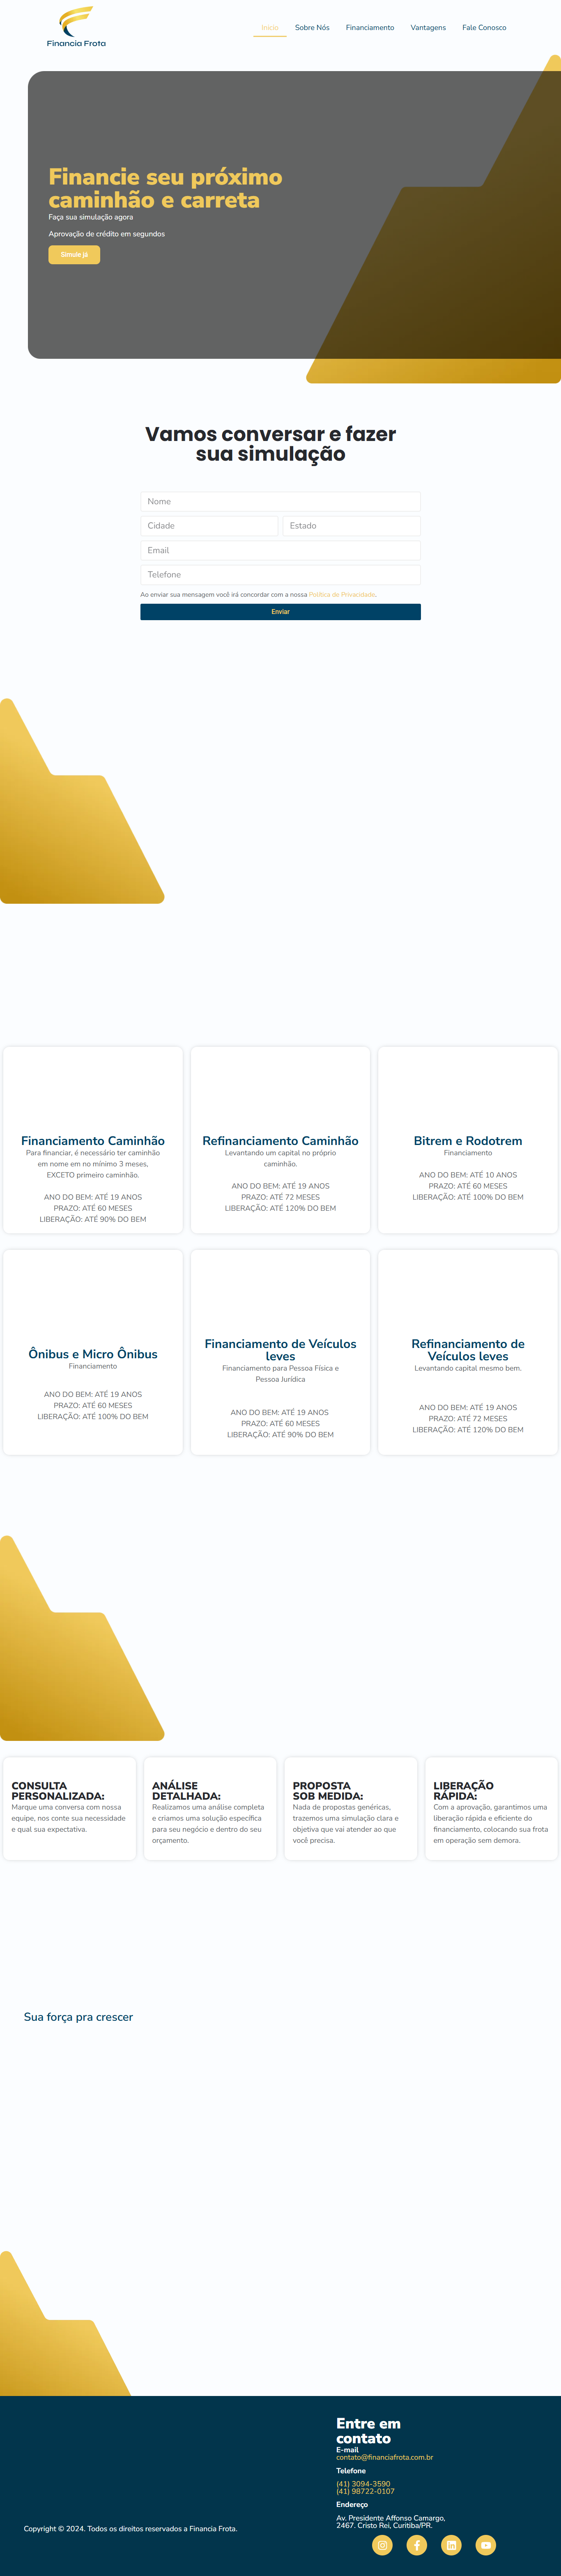 Financia Frota
Inicio
Sobre Nós
Financiamento
Vantagens
Fale Conosco
Financie seu próximo
caminhão e carreta
Faça sua simulação agora
Aprovação de crédito em segundos
Simule já
Vamos conversar e fazer
sua simulação
Nome
Cidade
Estado
Email
Telefone
Ao enviar sua mensagem você irá concordar com a nossa Política de Privacidade.
Enviar
Financiamento Caminhão
Para financiar, é necessário ter caminhão
em nome em no mínimo 3 meses,
EXCETO primeiro caminhão.
ANO DO BEM: ATÉ 19 ANOS
PRAZO: ATÉ 60 MESES
LIBERAÇÃO: ATÉ 90% DO BEM
Refinanciamento Caminhão
Levantando um capital no próprio
caminhão.
ANO DO BEM: ATÉ 19 ANOS
PRAZO: ATÉ 72 MESES
LIBERAÇÃO: ATÉ 120% DO BEM
Bitrem e Rodotrem
Financiamento
ANO DO BEM: ATÉ 10 ANOS
PRAZO: ATÉ 60 MESES
LIBERAÇÃO: ATÉ 100% DO BEM
Ônibus e Micro Ônibus
Financiamento
ANO DO BEM: ATÉ 19 ANOS
PRAZO: ATÉ 60 MESES
LIBERAÇÃO: ATÉ 100% DO BEM
Financiamento de Veículos
leves
Financiamento para Pessoa Física e
Pessoa Jurídica
ANO DO BEM: ATÉ 19 ANOS
PRAZO: ATÉ 60 MESES
LIBERAÇÃO: ATÉ 90% DO BEM
Refinanciamento de
Veículos leves
Levantando capital mesmo bem.
ANO DO BEM: ATÉ 19 ANOS
PRAZO: ATÉ 72 MESES
LIBERAÇÃO: ATÉ 120% DO BEM
CONSULTA
PERSONALIZADA:
Marque uma conversa com nossa
equipe, nos conte sua necessidade
e qual sua expectativa.
ANÁLISE
DETALHADA:
Realizamos uma análise completa
e criamos uma solução específica
para seu negócio e dentro do seu
orçamento.
PROPOSTA
SOB MEDIDA:
Nada de propostas genéricas,
trazemos uma simulação clara e
objetiva que vai atender ao que
você precisa.
LIBERAÇÃO
RÁPIDA:
Com a aprovação, garantimos uma
liberação rápida e eficiente do
financiamento, colocando sua frota
em operação sem demora.
Sua força pra crescer
Entre em
contato
E-mail
contato@financiafrota.com.br
Telefone
(41) 3094-3590
(41) 98722-0107
Endereço
Av. Presidente Affonso Camargo,
2467. Cristo Rei, Curitiba/PR.
Copyright © 2024. Todos os direitos reservados a Financia Frota.